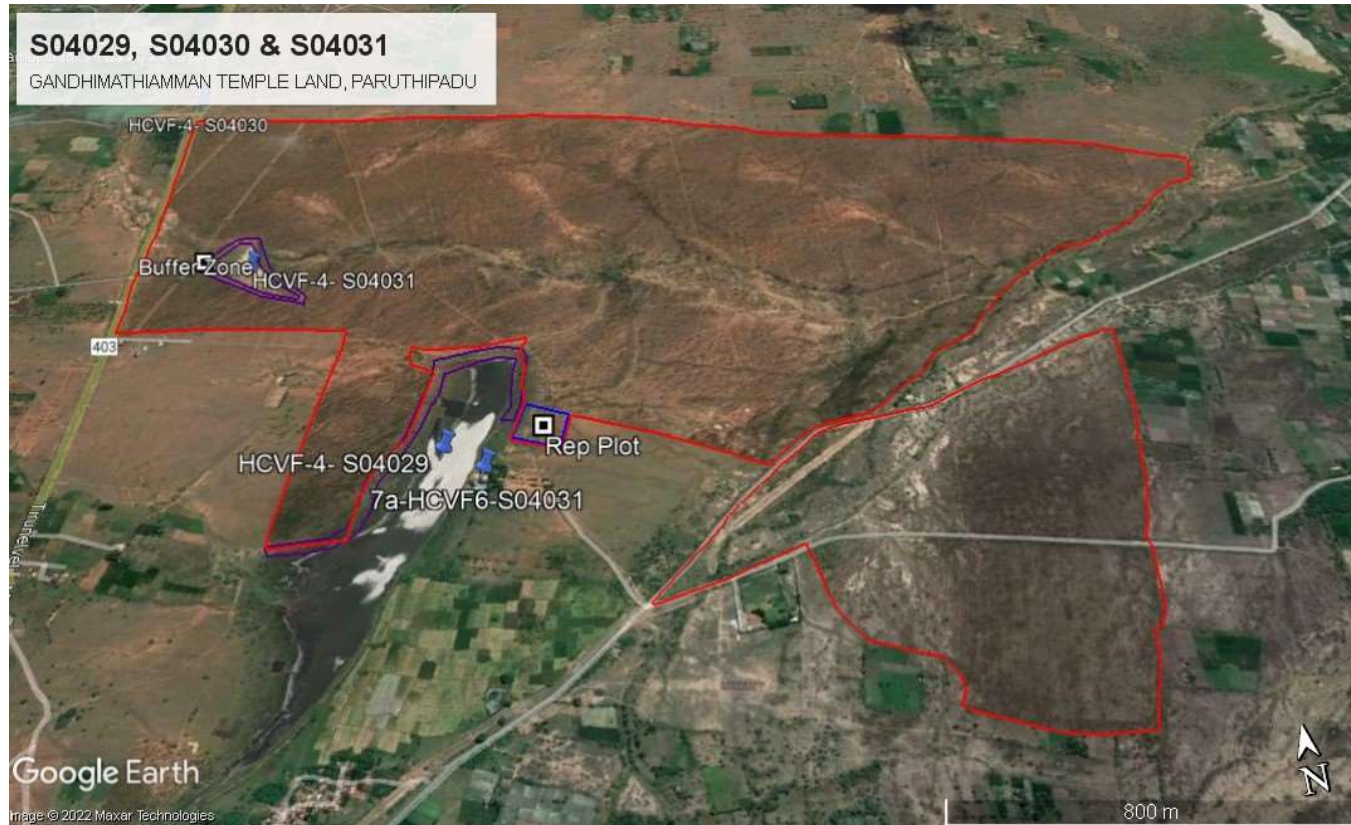 S04029, S04030 & S04031
GANDHIMATHIAMMAN TEMPLE LAND, PARUTHIPADU
HCVF-4- S04030
Buffer Zone
HCVF-4- S04031
403
Rep Plot
HCVF-4- S04029
7a-HCVF6-S04031
Google Earth
Image © 2022 Maxar Technologies
800 m
N